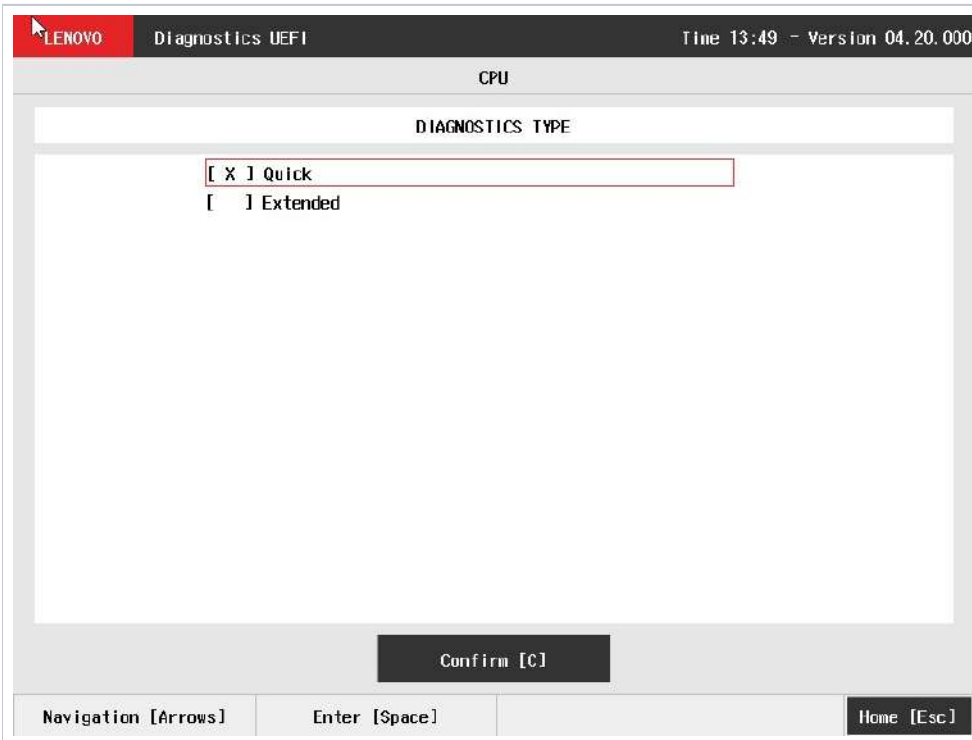 LENOVO Diagnostics UEFI Time 13:49 - Version 04.20.000
CPU
DIAGNOSTICS TYPE
[ X ] Quick
[   ] Extended
Confirm [C]
Navigation [Arrows] Enter [Space] Home [Esc]